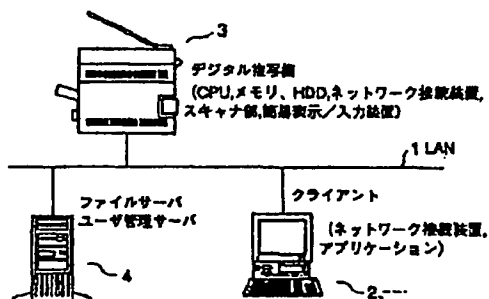 3
デジタル複写機
(CPU,メモリ、HDD,ネットワーク接続装置,
スキャナ部,簡易表示／入力装置)
1 LAN
ファイルサーバ
ユーザ管理サーバ
4
クライアント
(ネットワーク接続装置,
アプリケーション)
2,---